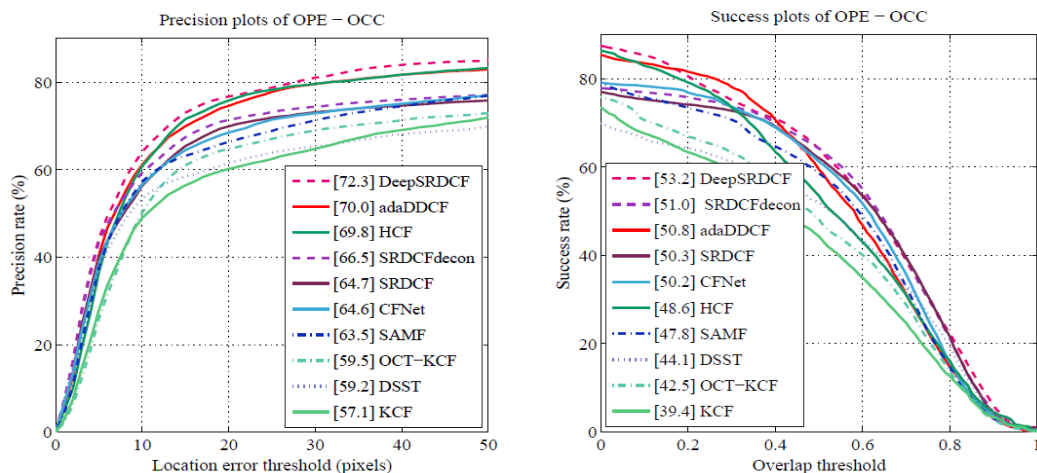 Precision plots of OPE − OCC
Precision rate (%)
80
60
40
20
0
[72.3] DeepSRDCF
[70.0] adaDDCF
[69.8] HCF
[66.5] SRDCFdecon
[64.7] SRDCF
[64.6] CFNet
[63.5] SAMF
[59.5] OCT−KCF
[59.2] DSST
[57.1] KCF
0 10 20 30 40 50
Location error threshold (pixels)
Success plots of OPE − OCC
Success rate (%)
80
60
40
20
0
[53.2] DeepSRDCF
[51.0] SRDCFdecon
[50.8] adaDDCF
[50.3] SRDCF
[50.2] CFNet
[48.6] HCF
[47.8] SAMF
[44.1] DSST
[42.5] OCT−KCF
[39.4] KCF
0 0.2 0.4 0.6 0.8 1
Overlap threshold